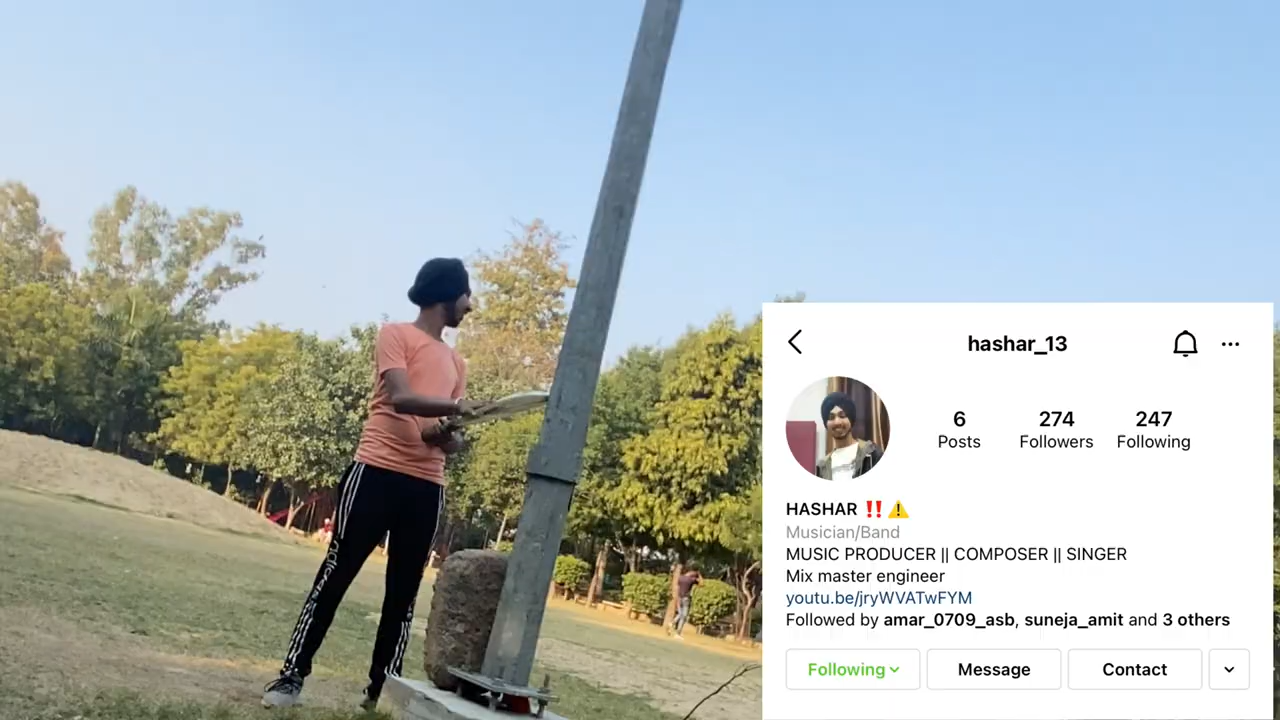 adidas
hashar_13
6
274
247
Posts
Followers
Following
HASHAR ‼️⚠️
Musician/Band
MUSIC PRODUCER || COMPOSER || SINGER
Mix master engineer
youtu.be/jryWVATwFYM
Followed by amar_0709_asb, suneja_amit and 3 others
Following
Message
Contact